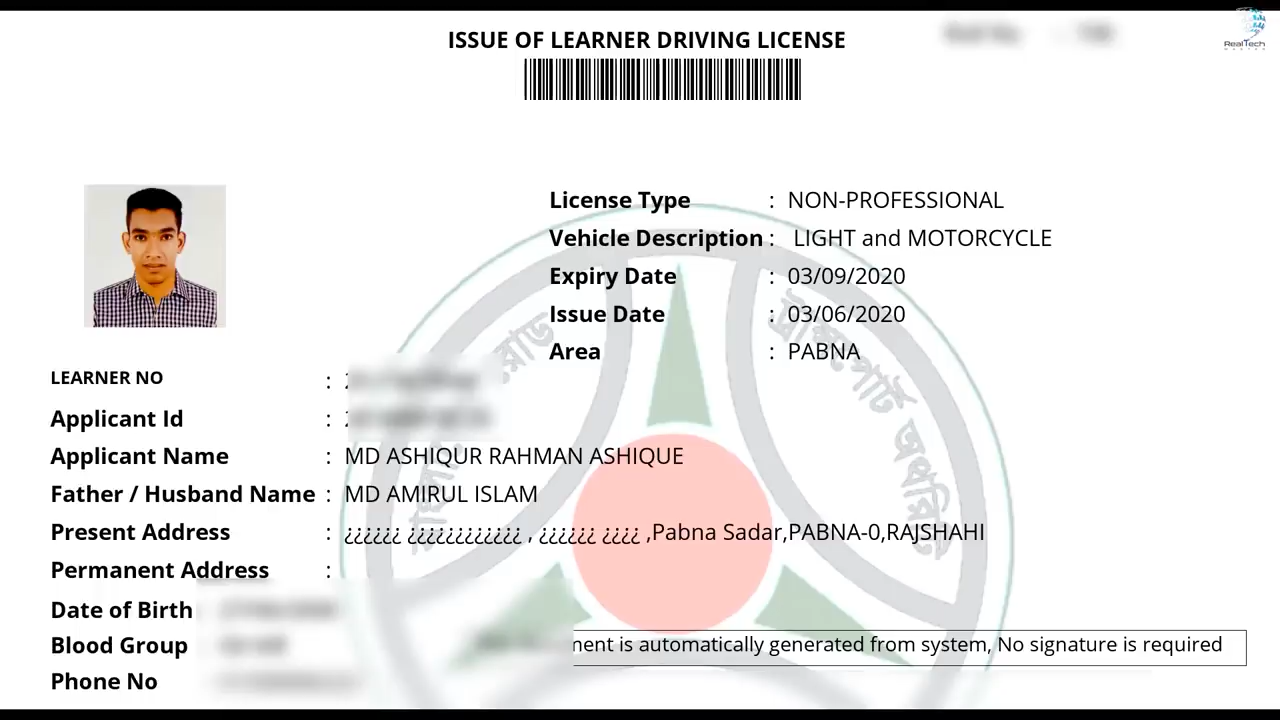 ISSUE OF LEARNER DRIVING LICENSE
RealTech
MASTER
License Type : NON-PROFESSIONAL
Vehicle Description : LIGHT and MOTORCYCLE
Expiry Date : 03/09/2020
Issue Date : 03/06/2020
Area : PABNA
LEARNER NO :
Applicant Id :
Applicant Name : MD ASHIQUR RAHMAN ASHIQUE
Father / Husband Name : MD AMIRUL ISLAM
Present Address : ¿¿¿¿¿¿ ¿¿¿¿¿¿¿¿¿¿¿¿ , ¿¿¿¿¿¿ ¿¿¿¿ ,Pabna Sadar,PABNA-0,RAJSHAHI
Permanent Address :
Date of Birth
Blood Group
is automatically generated from system, No signature is required
Phone No